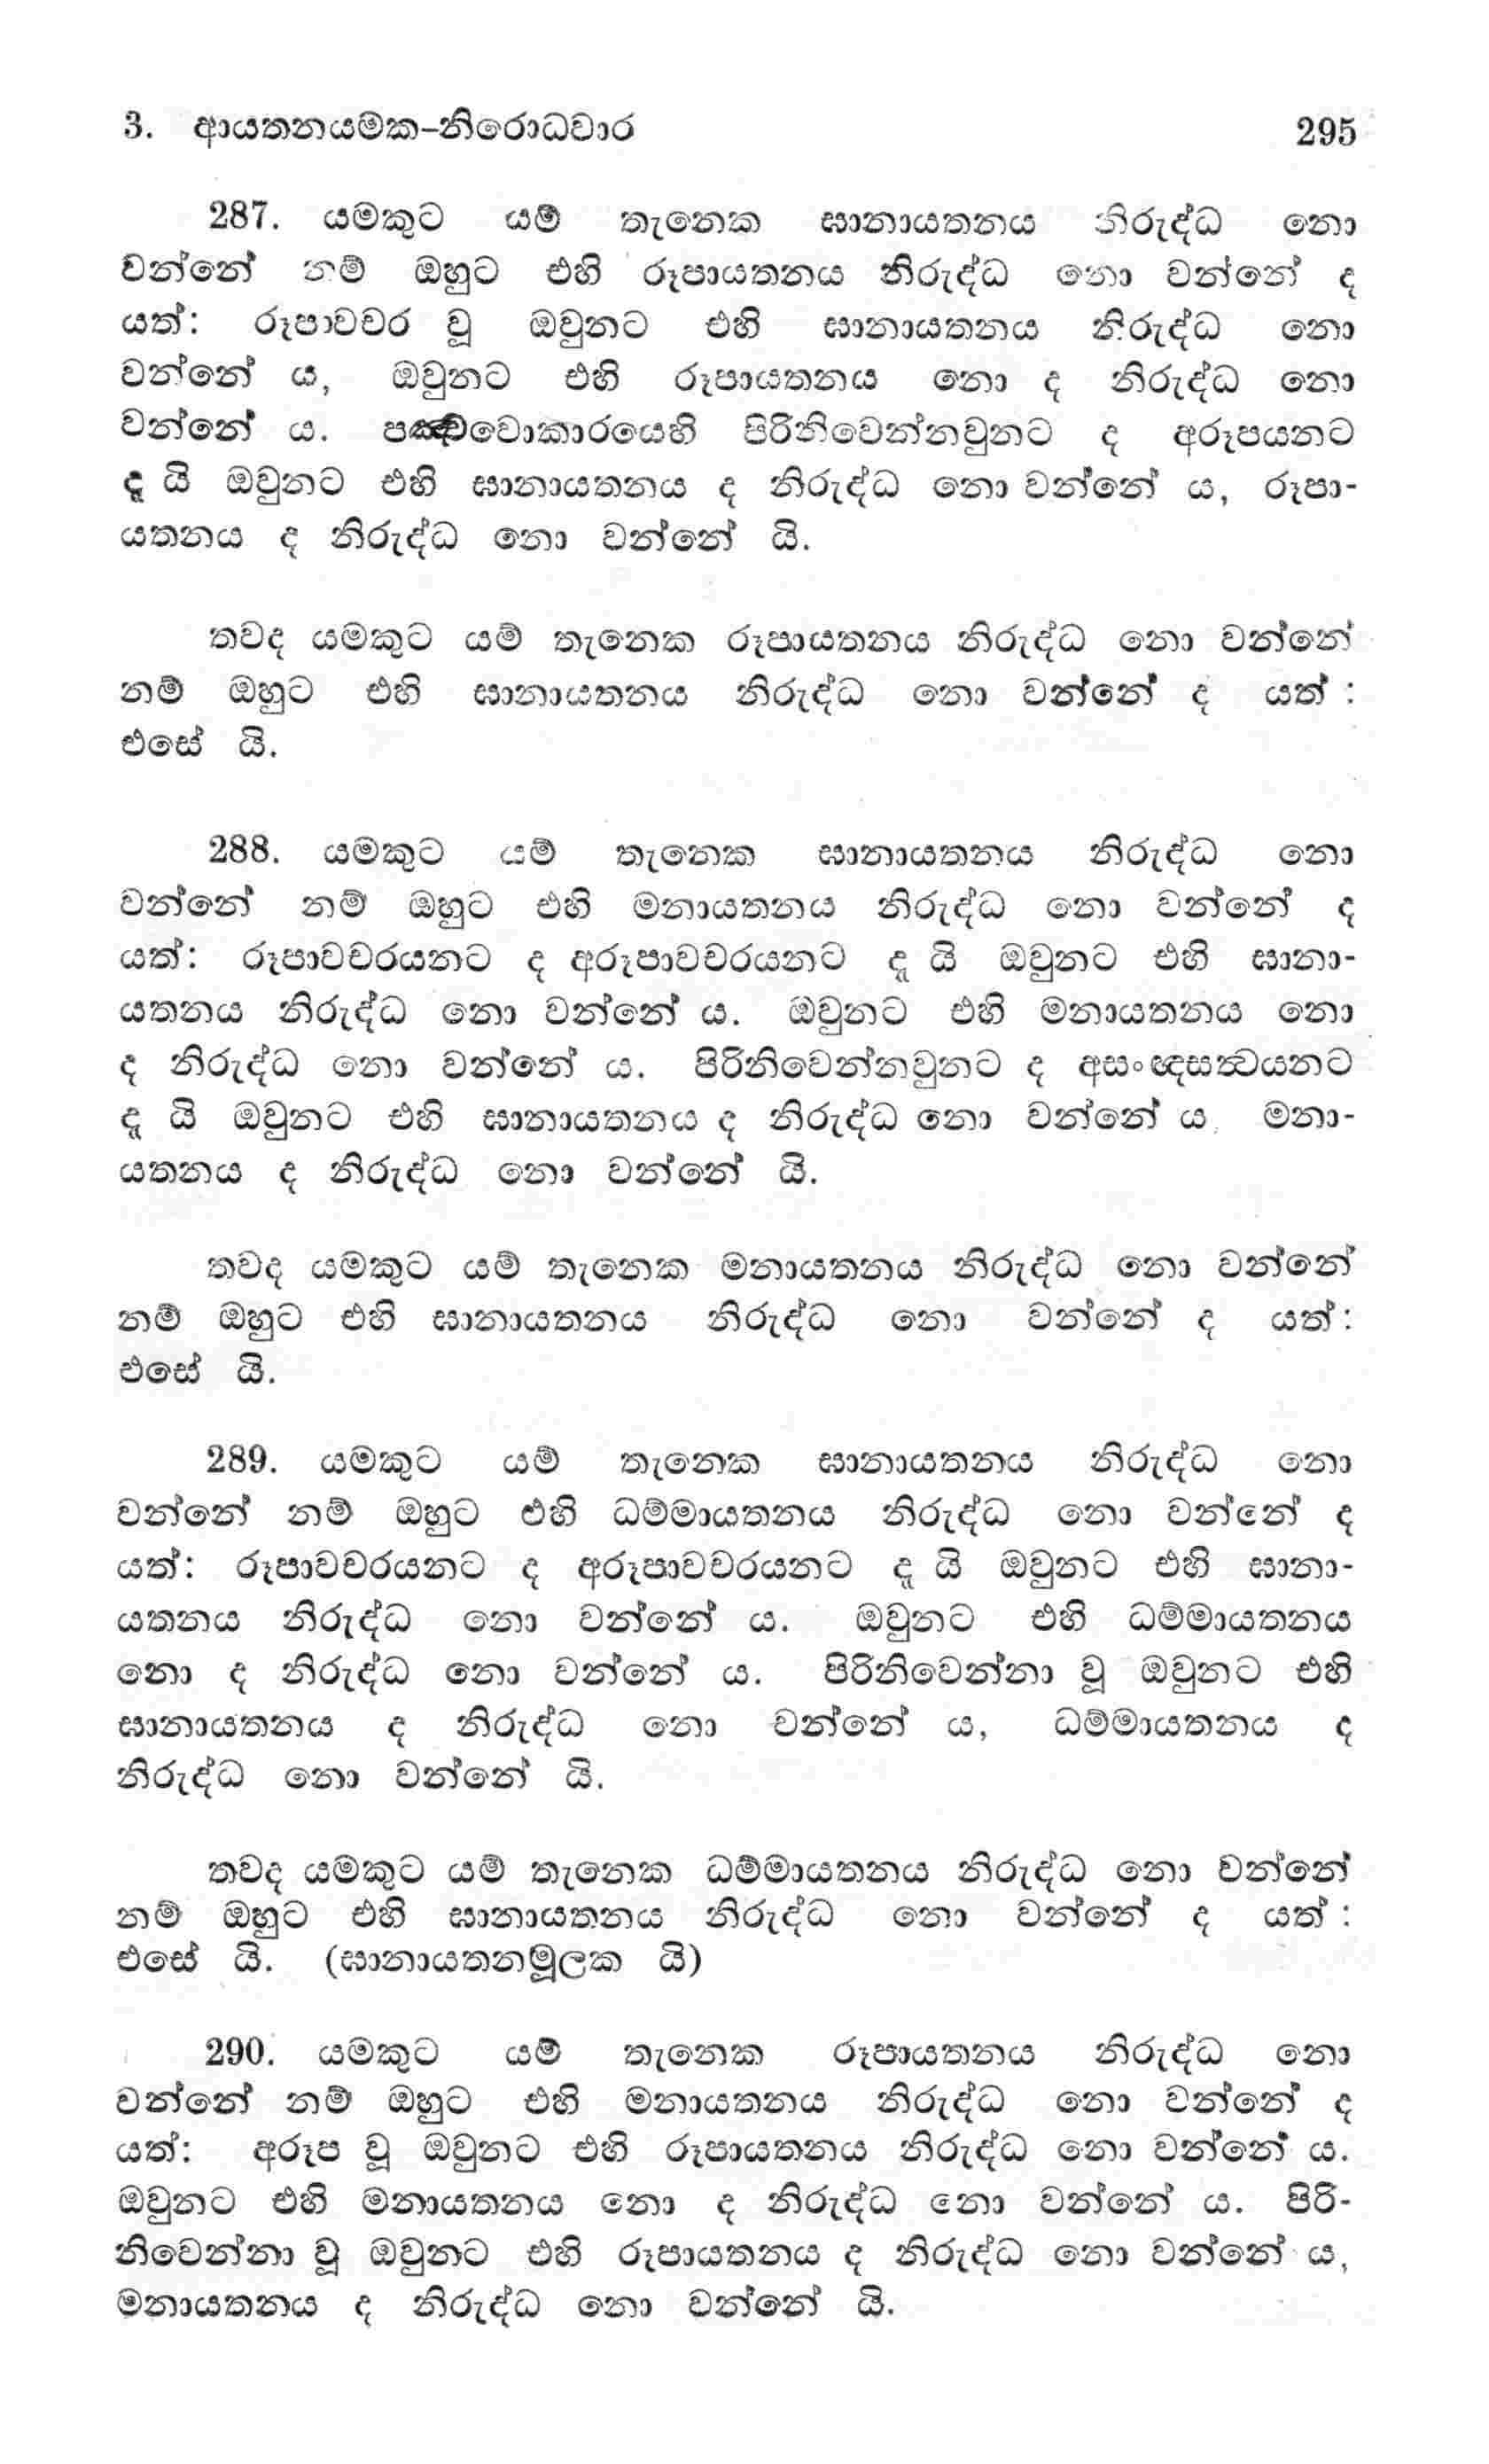 3. ආයතනයමක–නිරොධවාර 295
287. යමකුට යම් තැනෙක ඝානායතනය නිරුද්ධ නො
වන්නේ නම් ඔහුට එහි රූපායතනය නිරුද්ධ නො වන්නේ ද
යත්: රූපාවචර වූ ඔවුනට එහි ඝානායතනය නිරුද්ධ නො
වන්නේ ය, ඔවුනට එහි රූපායතනය නො ද නිරුද්ධ නො
වන්නේ ය. පඤ්චවොකාරයෙහි පිරිනිවෙන්නවුනට ද අරූපයනට
දූ යි ඔවුනට එහි ඝානායතනය ද නිරුද්ධ නො වන්නේ ය, රූපා-
යතනය ද නිරුද්ධ නො වන්නේ යි.
තවද යමකුට යම් තැනෙක රූපායතනය නිරුද්ධ නො වන්නේ
නම් ඔහුට එහි ඝානායතනය නිරුද්ධ නො වන්නේ ද යත් :
එසේ යි.
288. යමකුට යම් තැනෙක ඝානායතනය නිරුද්ධ නො
වන්නේ නම් ඔහුට එහි මනායතනය නිරුද්ධ නො වන්නේ ද
යත්: රූපාවචරයනට ද අරූපාවචරයනට දූ යි ඔවුනට එහි ඝානා-
යතනය නිරුද්ධ නො වන්නේ ය. ඔවුනට එහි මනායතනය නො
ද නිරුද්ධ නො වන්නේ ය. පිරිනිවෙන්නවුනට ද අසංඥසත්‍වයනට
දූ යි ඔවුනට එහි ඝානායතනය ද නිරුද්ධ නො වන්නේ ය, මනා-
යතනය ද නිරුද්ධ නො වන්නේ යි.
තවද යමකුට යම් තැනෙක මනායතනය නිරුද්ධ නො වන්නේ
නම් ඔහුට එහි ඝානායතනය නිරුද්ධ නො වන්නේ ද යත්:
එසේ යි.
289. යමකුට යම් තැනෙක ඝානායතනය නිරුද්ධ නො
වන්නේ නම් ඔහුට එහි ධම්මායතනය නිරුද්ධ නො වන්නේ ද
යත්: රූපාවචරයනට ද අරූපාවචරයනට දූ යි ඔවුනට එහි ඝානා-
යතනය නිරුද්ධ නො වන්නේ ය. ඔවුනට එහි ධම්මායතනය
නො ද නිරුද්ධ නො වන්නේ ය. පිරිනිවෙන්නා වූ ඔවුනට එහි
ඝානායතනය ද නිරුද්ධ නො වන්නේ ය, ධම්මායතනය ද
නිරුද්ධ නො වන්නේ යි.
තවද යමකුට යම් තැනෙක ධම්මායතනය නිරුද්ධ නො වන්නේ
නම් ඔහුට එහි ඝානායතනය නිරුද්ධ නො වන්නේ ද යත් :
එසේ යි. (ඝානායතනමූලක යි)
290. යමකුට යම් තැනෙක රූපායතනය නිරුද්ධ නො
වන්නේ නම් ඔහුට එහි මනායතනය නිරුද්ධ නො වන්නේ ද
යත්: අරූප වූ ඔවුනට එහි රූපායතනය නිරුද්ධ නො වන්නේ ය.
ඔවුනට එහි මනායතනය නො ද නිරුද්ධ නො වන්නේ ය. පිරි-
නිවෙන්නා වූ ඔවුනට එහි රූපායතනය ද නිරුද්ධ නො වන්නේ ය,
මනායතනය ද නිරුද්ධ නො වන්නේ යි.